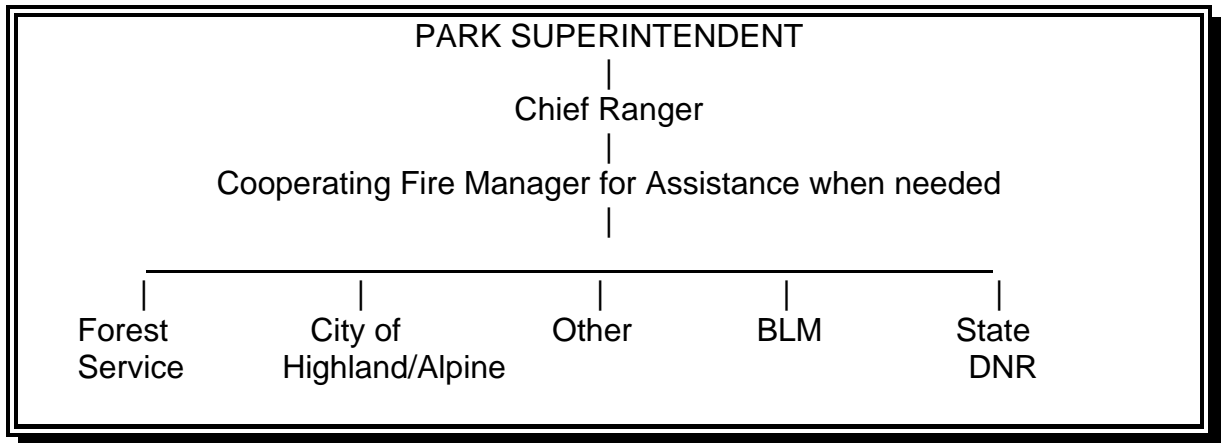 PARK SUPERINTENDENT
Chief Ranger
Cooperating Fire Manager for Assistance when needed
Forest City of Other BLM State
Service Highland/Alpine DNR